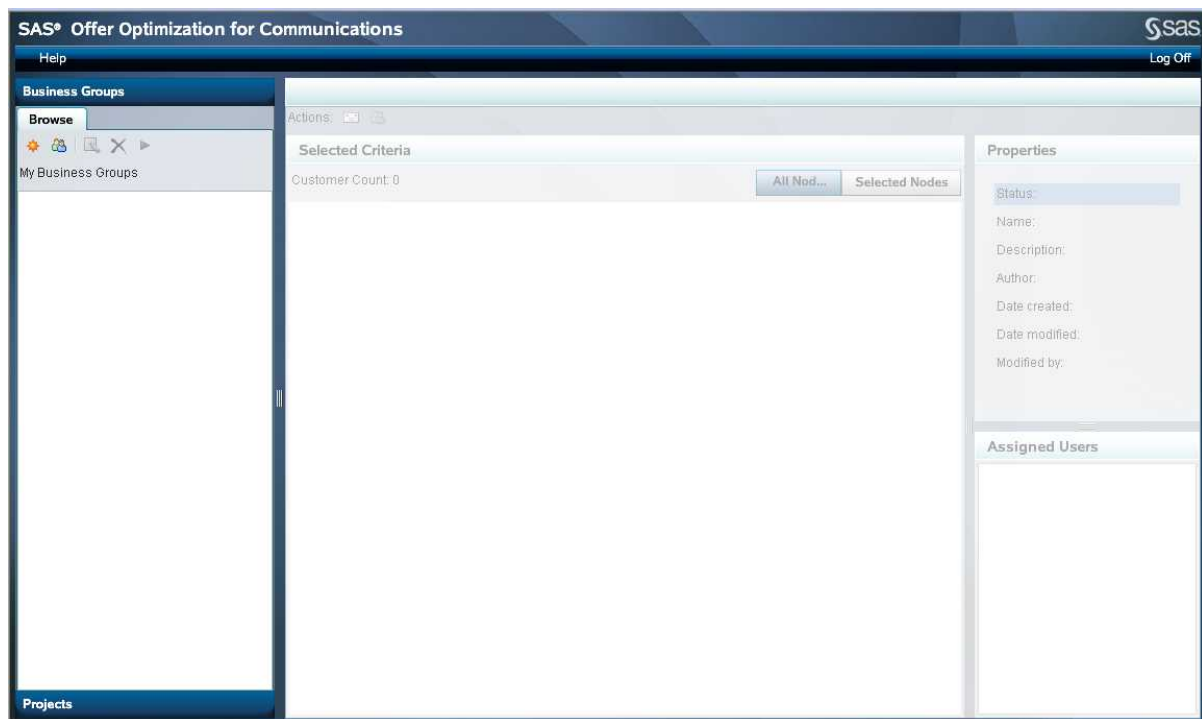 SAS® Offer Optimization for Communications
sas
Help
Log Off
Business Groups
Browse
My Business Groups
Actions:
Selected Criteria
Customer Count: 0
All Nod...
Selected Nodes
Properties
Status:
Name:
Description:
Author:
Date created:
Date modified:
Modified by:
Assigned Users
Projects